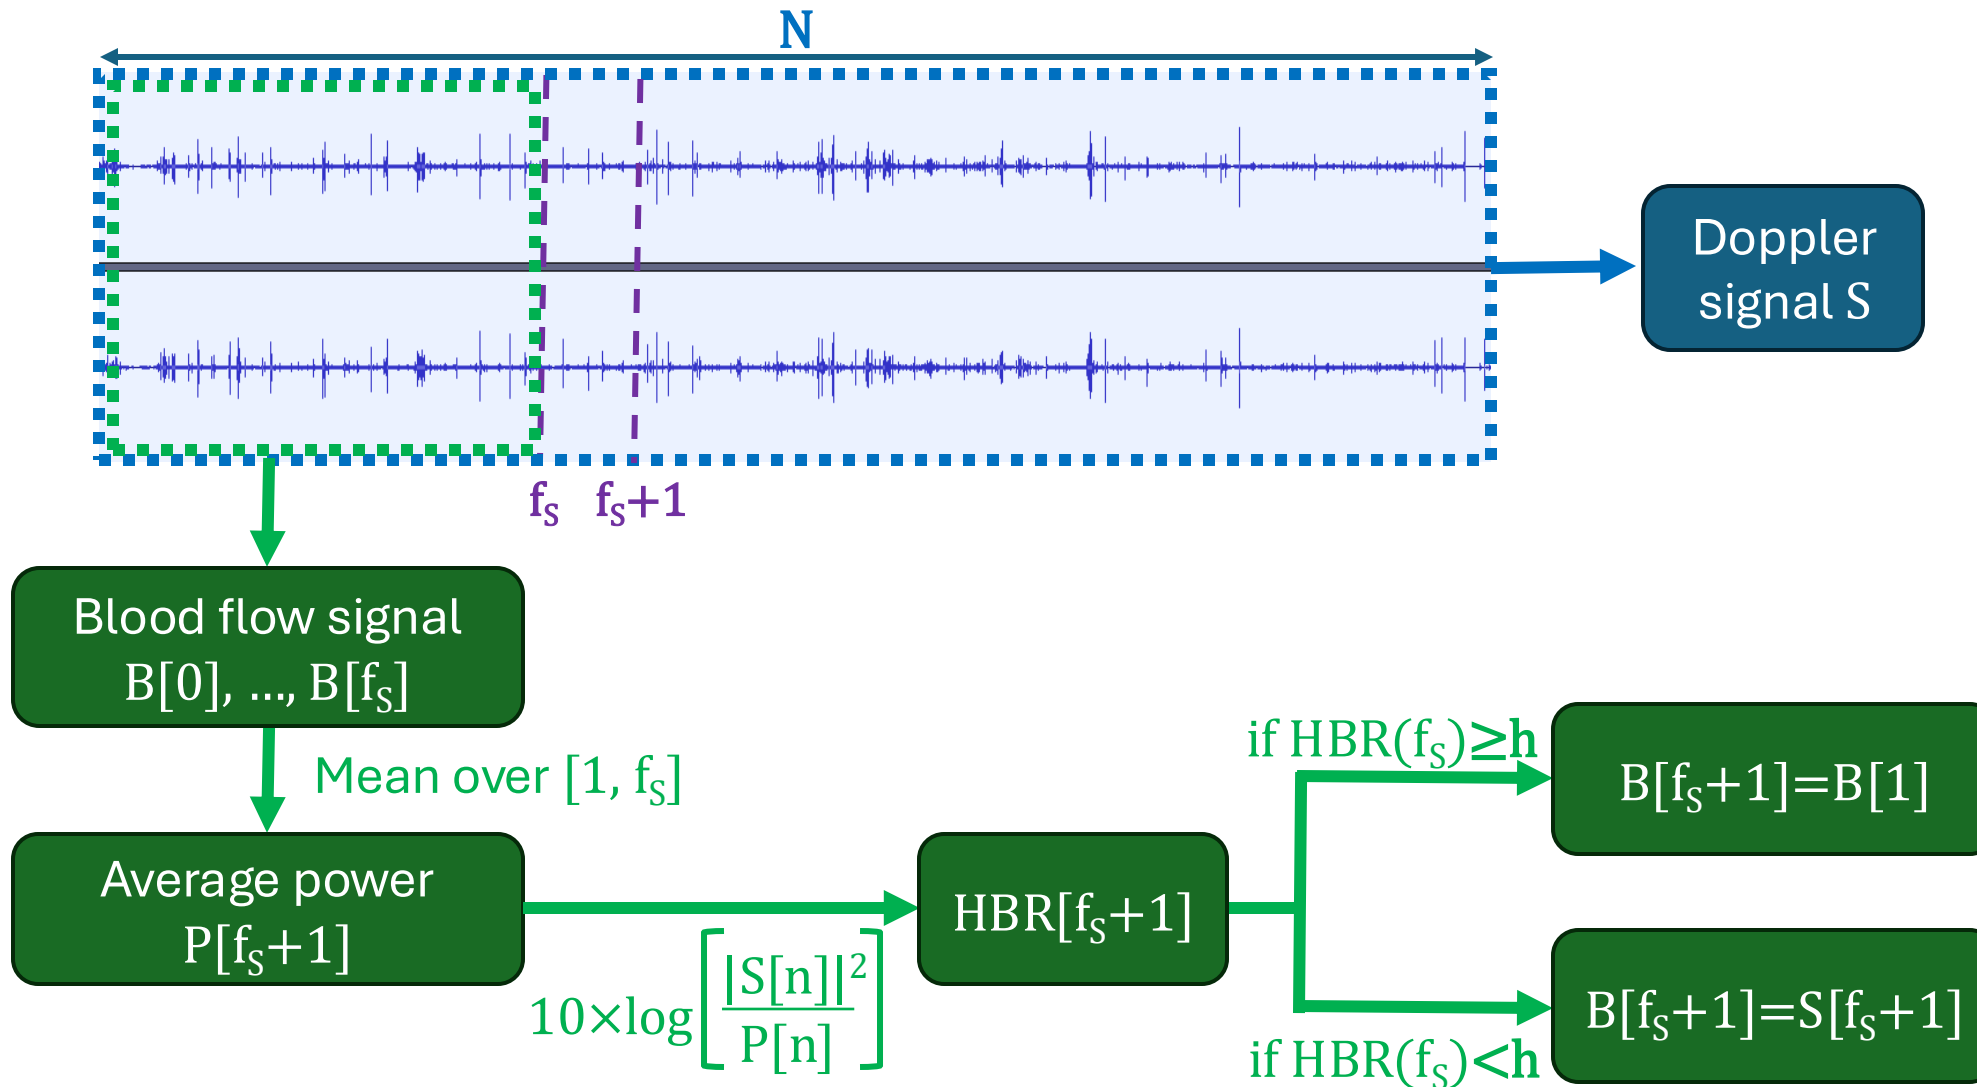 N
Doppler
signal S
f_S f_S+1
Blood flow signal
B[0], ..., B[f_S]
Mean over [1, f_S]
if HBR(f_S)≥h
B[f_S+1]=B[1]
Average power
P[f_S+1]
HBR[f_S+1]
10×log[|S[n]|²/P[n]]
B[f_S+1]=S[f_S+1]
if HBR(f_S)<h